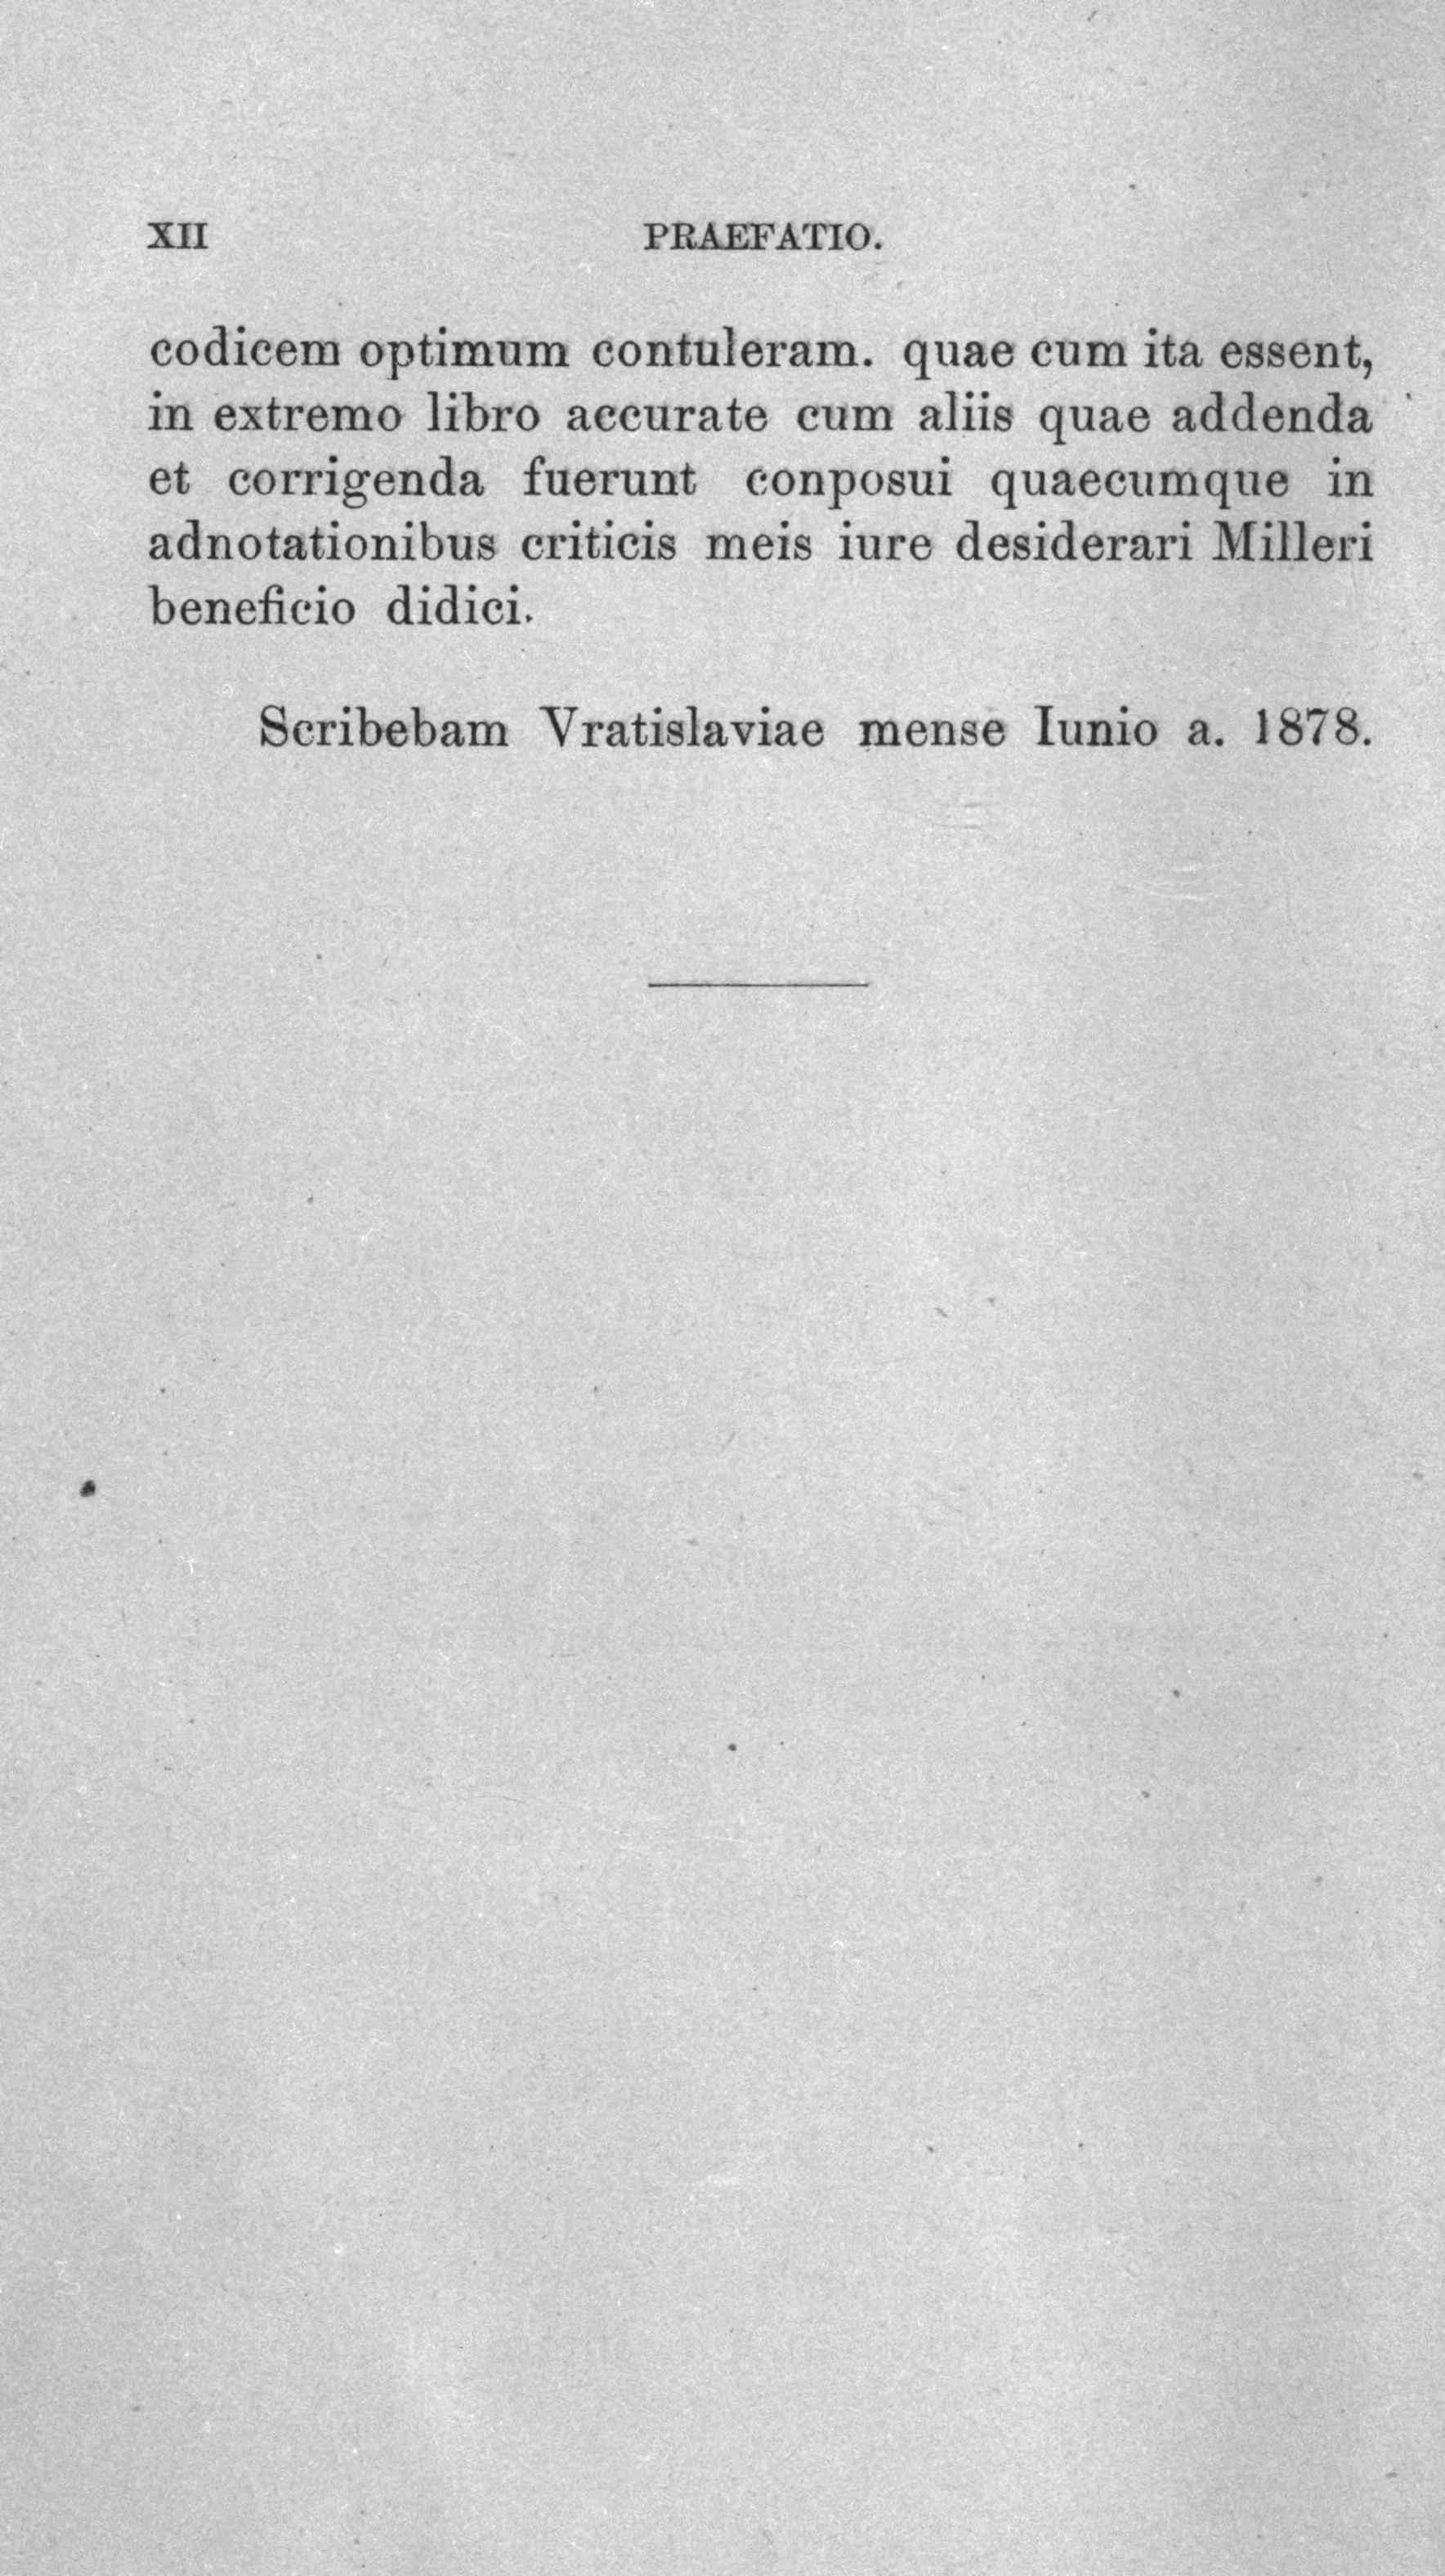 XII PRAEFATIO.
codicem optimum contuleram. quae cum ita essent,
in extremo libro accurate cum aliis quae addenda
et corrigenda fuerunt conposui quaecumque in
adnotationibus criticis meis iure desiderari Milleri
beneficio didici.
Scribebam Vratislaviae mense Iunio a. 1878.